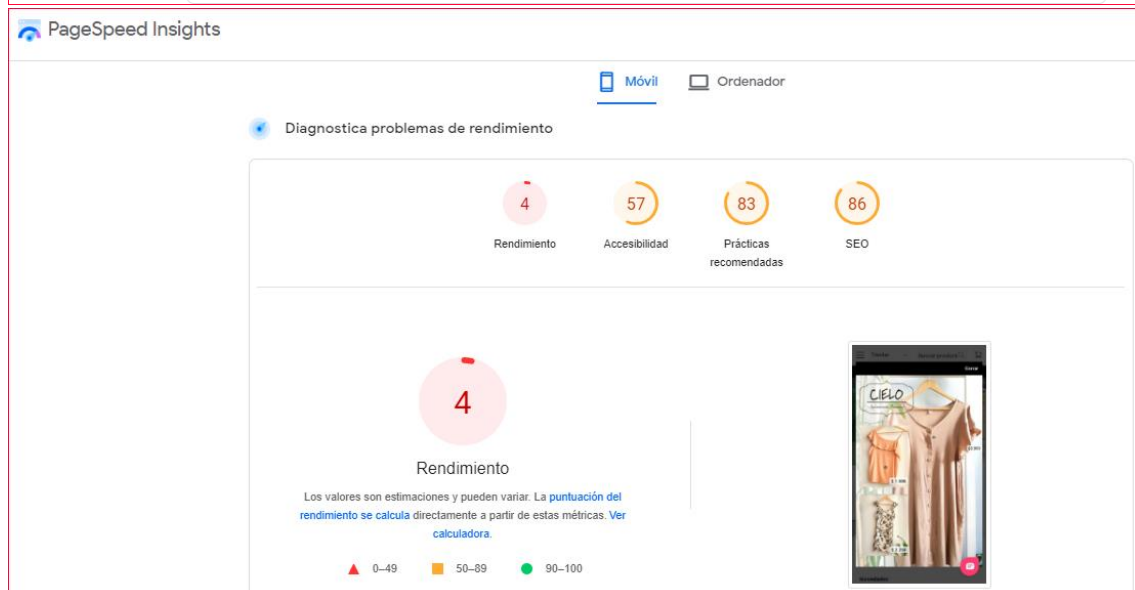 PageSpeed Insights
Móvil
Ordenador
Diagnostica problemas de rendimiento
4
57
83
86
Rendimiento
Accesibilidad
Prácticas
recomendadas
SEO
4
Rendimiento
Los valores son estimaciones y pueden variar. La puntuación del
rendimiento se calcula directamente a partir de estas métricas. Ver
calculadora.
0–49
50–89
90–100
CIELO